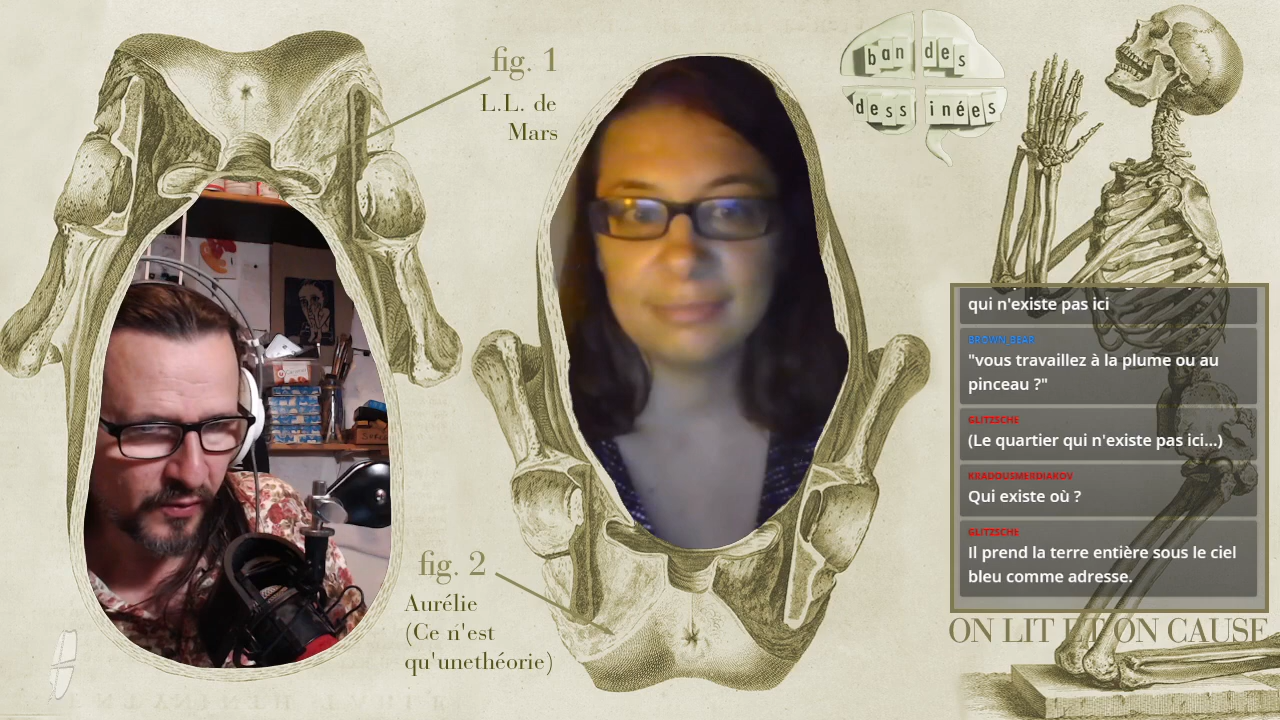 fig. 1
L.L. de
Mars
ban des
dess inées
qui n'existe pas ici
BROWN_BEAR
"vous travaillez à la plume ou au
pinceau ?"
GLITZSCHE
(Le quartier qui n'existe pas ici...)
KRADOUSMERDIAKOV
Qui existe où ?
GLITZSCHE
Il prend la terre entière sous le ciel
bleu comme adresse.
fig. 2
Aurélie
(Ce n'est
qu'unethéorie)
ON LIT ET ON CAUSE